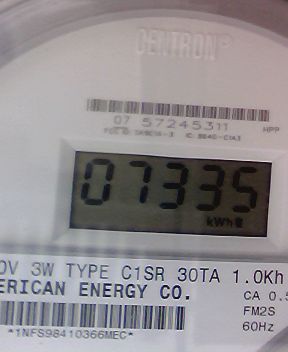 CENTRON®
07 57245311
HPP
07335
kWh
0V 3W TYPE C1SR 30TA 1.0Kh
ERICAN ENERGY CO.
CA 0.5
FM2S
60Hz
*1NFS98410366MEC*